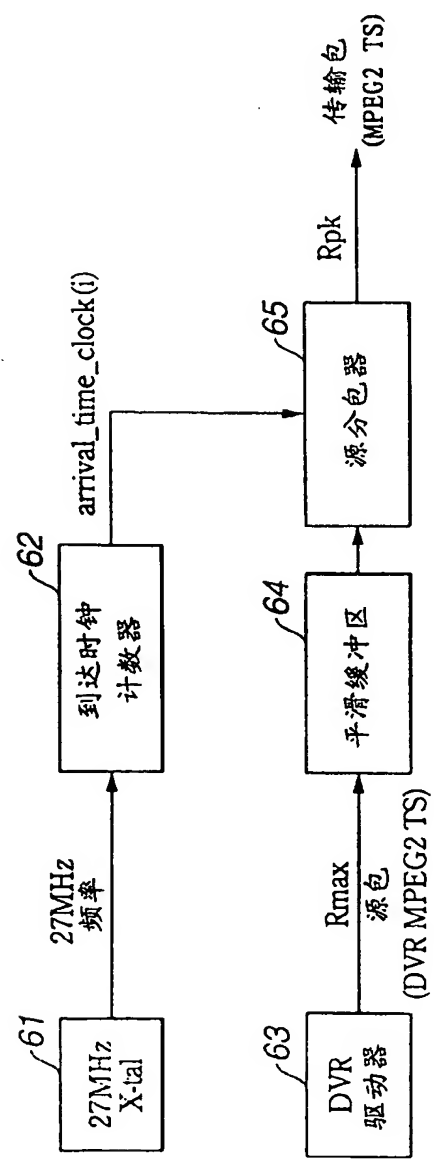 61
27MHz
X-tal
27MHz
频率
62
到达时钟
计数器
arrival_time_clock(i)
63
DVR
驱动器
Rmax
源包
(DVR MPEG2 TS)
64
平滑缓冲区
65
源分包器
Rpk
传输包
(MPEG2 TS)